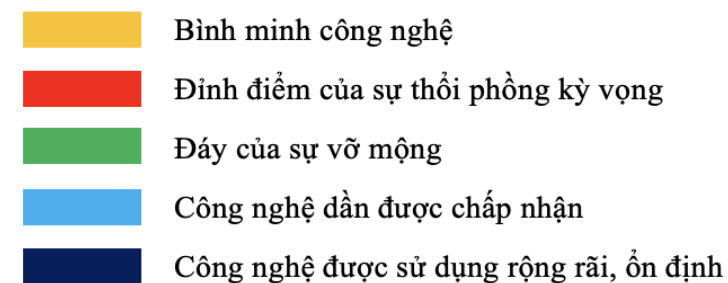 Bình minh công nghệ
Đỉnh điểm của sự thổi phồng kỳ vọng
Đáy của sự vỡ mộng
Công nghệ dần được chấp nhận
Công nghệ được sử dụng rộng rãi, ổn định